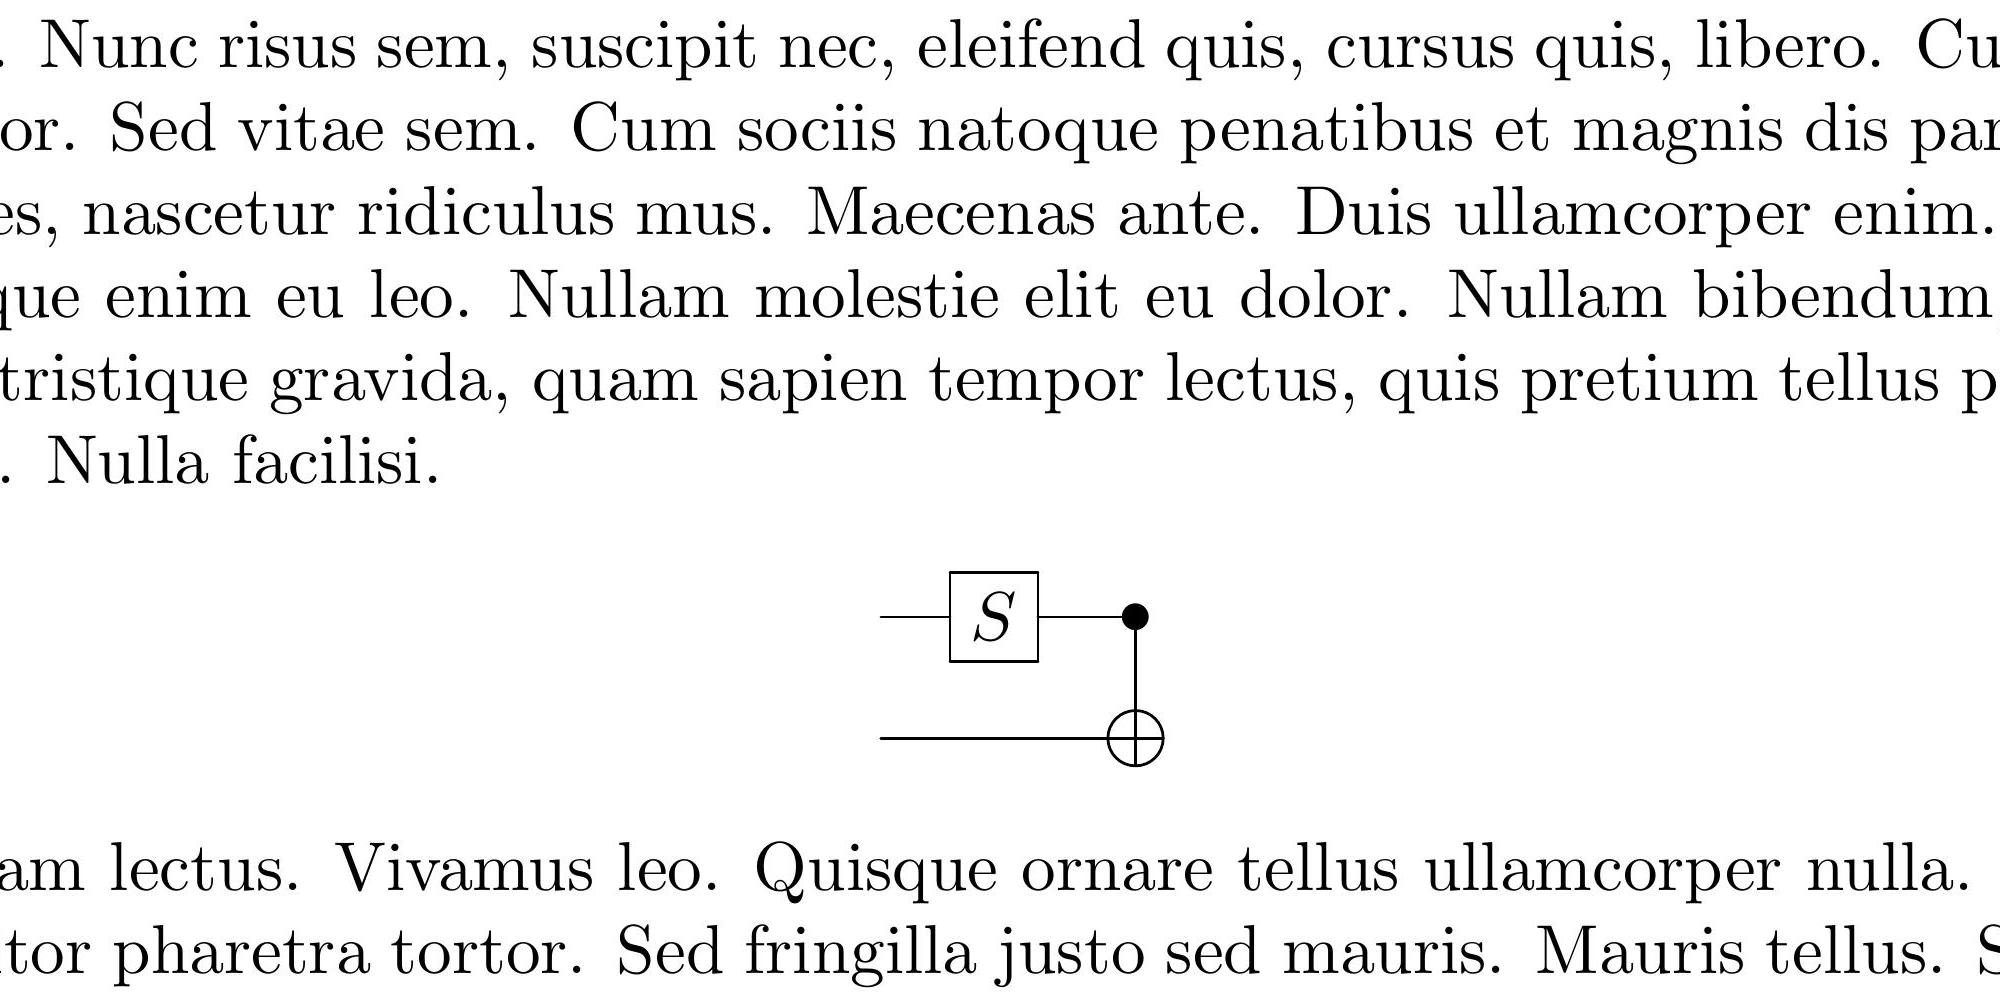 . Nunc risus sem, suscipit nec, eleifend quis, cursus quis, libero. Cu
or. Sed vitae sem. Cum sociis natoque penatibus et magnis dis par
es, nascetur ridiculus mus. Maecenas ante. Duis ullamcorper enim.
que enim eu leo. Nullam molestie elit eu dolor. Nullam bibendum,
tristique gravida, quam sapien tempor lectus, quis pretium tellus p
. Nulla facilisi.
S
am lectus. Vivamus leo. Quisque ornare tellus ullamcorper nulla.
tor pharetra tortor. Sed fringilla justo sed mauris. Mauris tellus. S